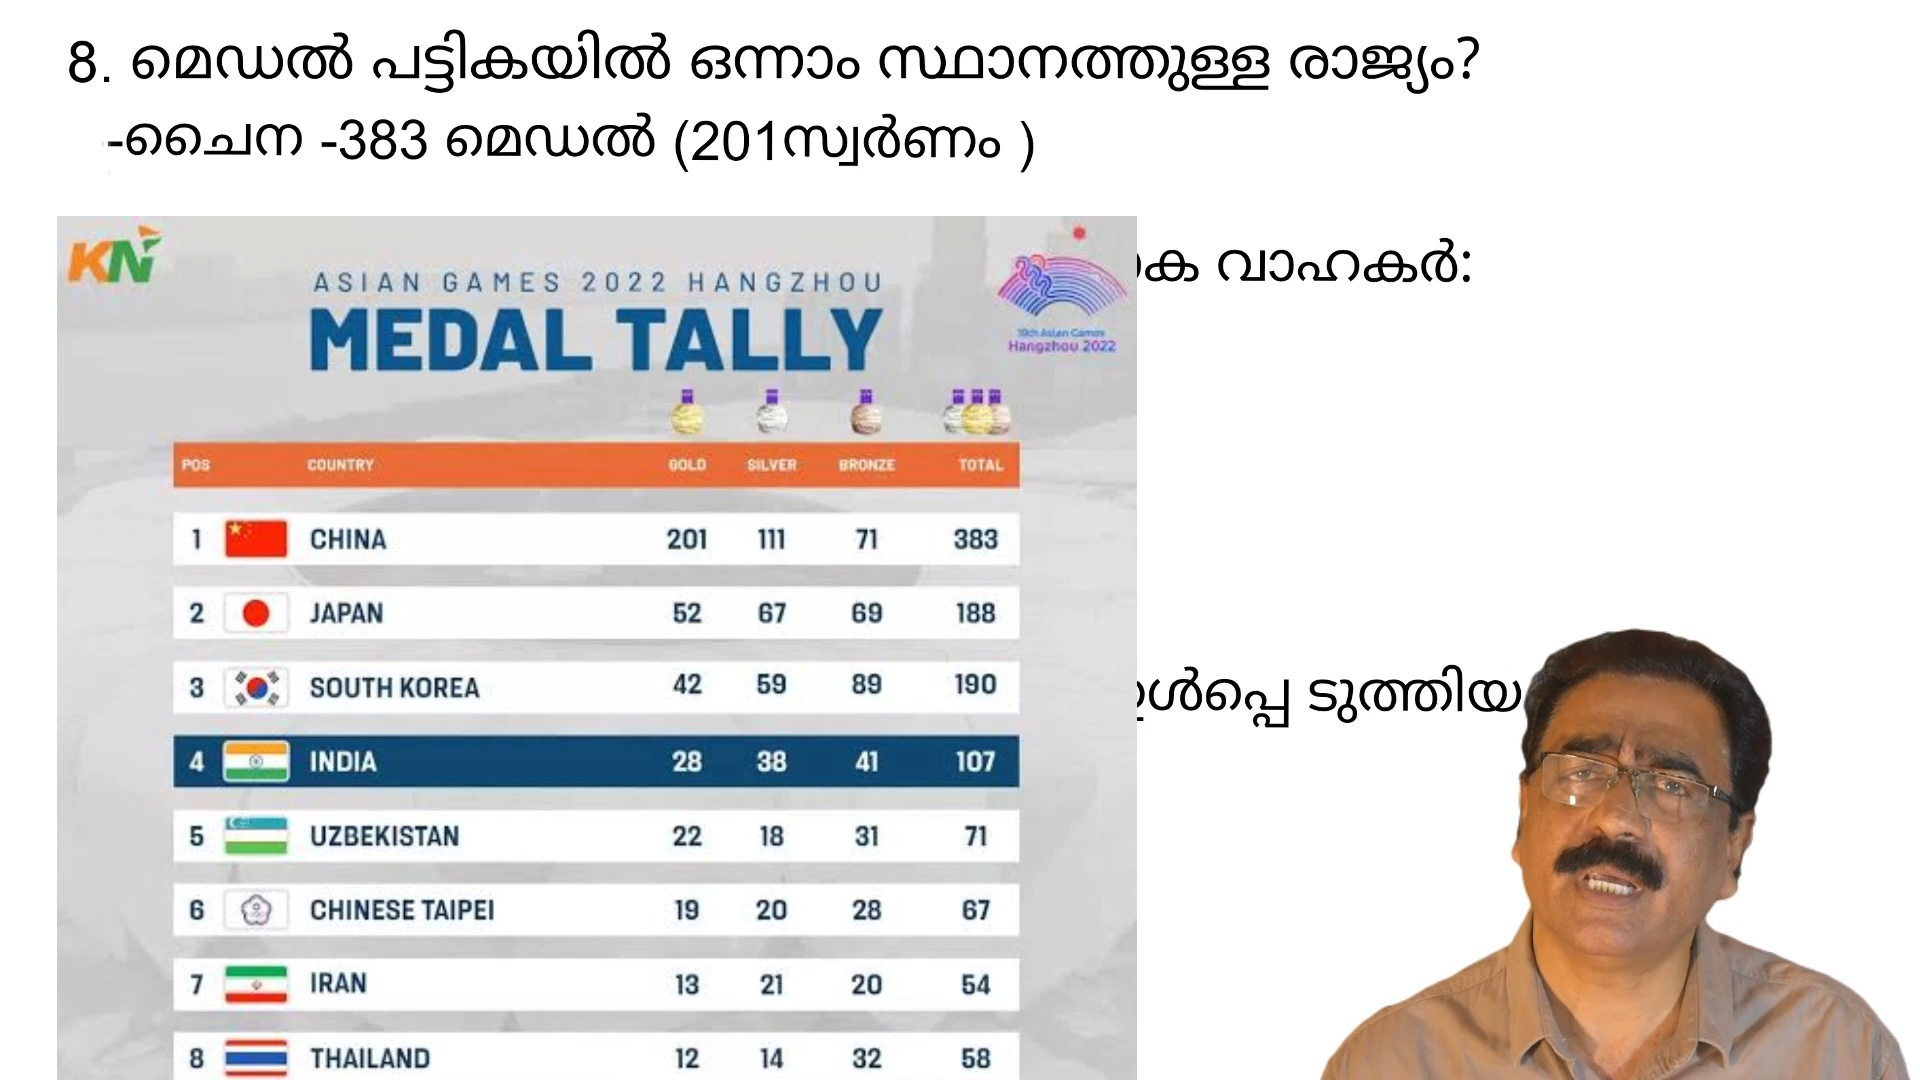 8. മെഡൽ പട്ടികയിൽ ഒന്നാം സ്ഥാനത്തുള്ള രാജ്യം?
-ചൈന -383 മെഡൽ (201സ്വർണം )
വാഹകർ:
KN
ASIAN GAMES 2022 HANGZHOU
MEDAL TALLY
19th Asian Games
Hangzhou 2022
POS COUNTRY GOLD SILVER BRONZE TOTAL
1 CHINA 201 111 71 383
2 JAPAN 52 67 69 188
3 SOUTH KOREA 42 59 89 190
ടുത്തിയ
4 INDIA 28 38 41 107
5 UZBEKISTAN 22 18 31 71
6 CHINESE TAIPEI 19 20 28 67
7 IRAN 13 21 20 54
8 THAILAND 12 14 32 58